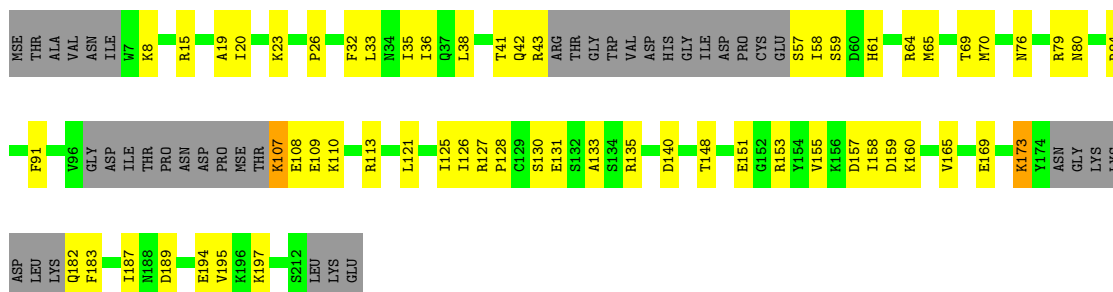 MSE THR ALA VAL ASN ILE W7 K8 R15 A19 I20 K23 P26 F32 L33 N34 I35 I36 Q37 L38 T41 Q42 R43 ARG THR GLY TRP VAL ASP HIS GLY ILE ASP PRO CYS GLU S57 I58 S59 D60 H61 R64 M65 T69 M70 N76 R79 N80
F91 V96 GLY ASP ILE THR PRO ASN ASP PRO MSE THR K107 E108 E109 K110 R113 L121 I125 I126 R127 P128 C129 S130 E131 S132 A133 S134 R135 D140 T148 E151 G152 R153 Y154 V155 K156 D157 I158 D159 K160 V165 E169 K173 Y174 ASN GLY LYS
ASP LEU LYS Q182 F183 I187 N188 D189 E194 V195 K196 K197 S212 LEU LYS GLU